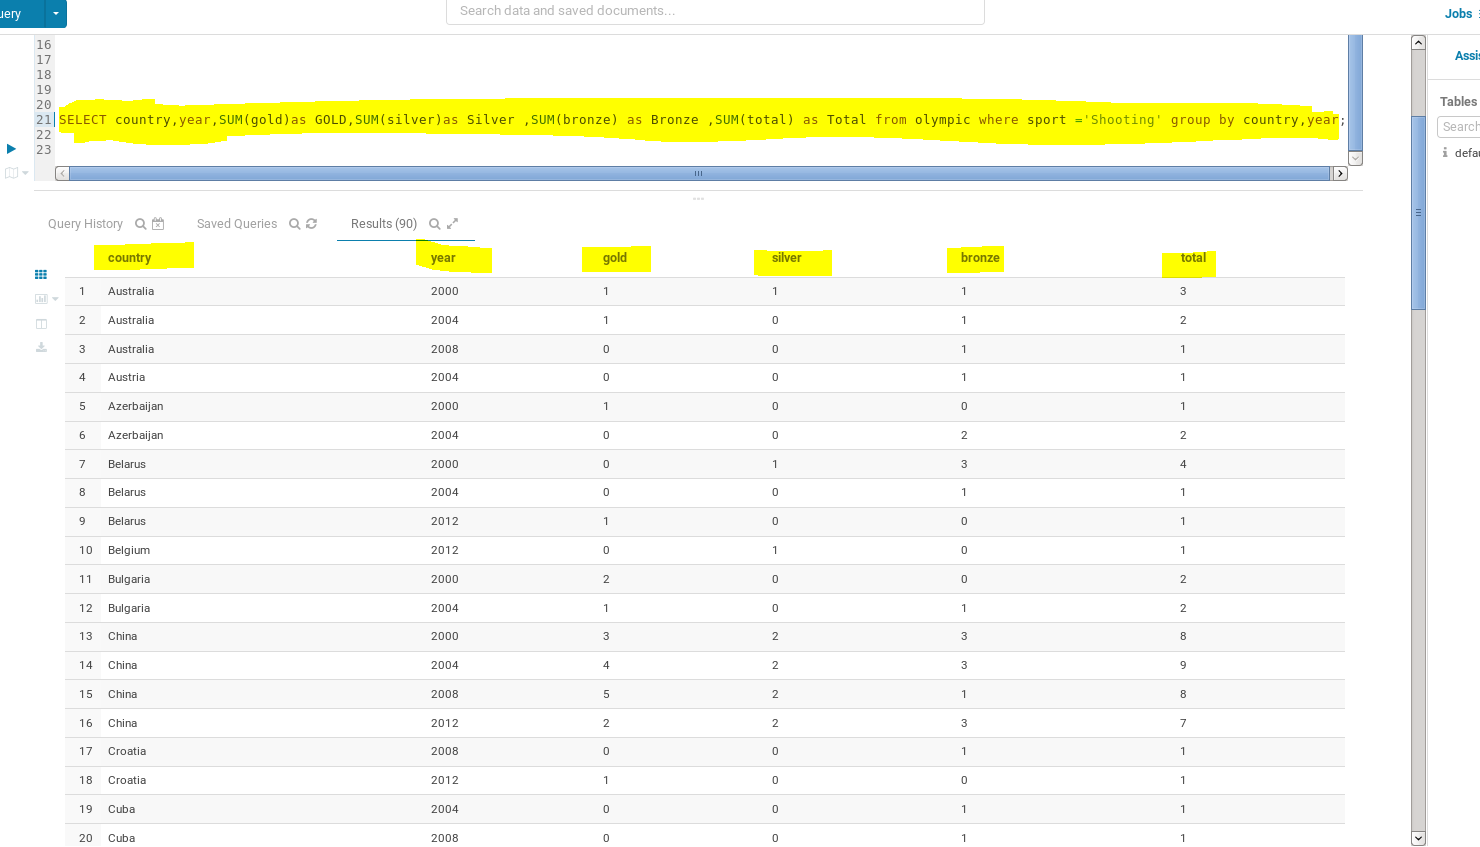 uery
Search data and saved documents...
Jobs
16
17
18
19
20
21 SELECT country,year,SUM(gold)as GOLD,SUM(silver)as Silver ,SUM(bronze) as Bronze ,SUM(total) as Total from olympic where sport ='Shooting' group by country,year;
22
23
Assis
Tables
Search
defau
Query History Saved Queries Results (90)
country year gold silver bronze total
1 Australia 2000 1 1 1 3
2 Australia 2004 1 0 1 2
3 Australia 2008 0 0 1 1
4 Austria 2004 0 0 1 1
5 Azerbaijan 2000 1 0 0 1
6 Azerbaijan 2004 0 0 2 2
7 Belarus 2000 0 1 3 4
8 Belarus 2004 0 0 1 1
9 Belarus 2012 1 0 0 1
10 Belgium 2012 0 1 0 1
11 Bulgaria 2000 2 0 0 2
12 Bulgaria 2004 1 0 1 2
13 China 2000 3 2 3 8
14 China 2004 4 2 3 9
15 China 2008 5 2 1 8
16 China 2012 2 2 3 7
17 Croatia 2008 0 0 1 1
18 Croatia 2012 1 0 0 1
19 Cuba 2004 0 0 1 1
20 Cuba 2008 0 0 1 1